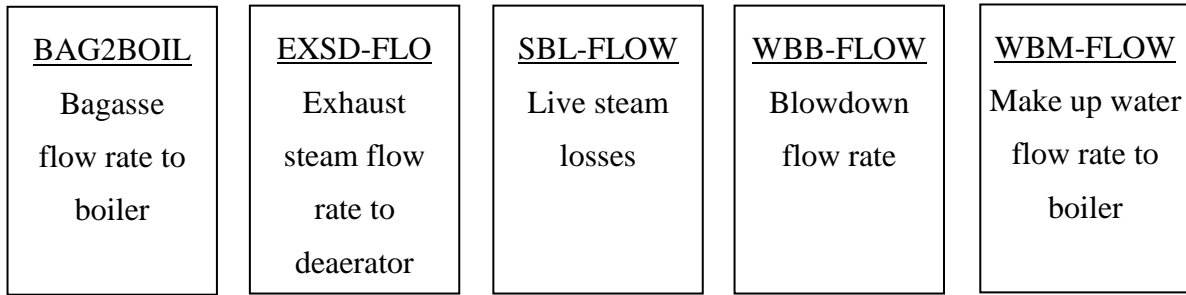 BAG2BOIL
Bagasse
flow rate to
boiler
EXSD-FLO
Exhaust
steam flow
rate to
deaerator
SBL-FLOW
Live steam
losses
WBB-FLOW
Blowdown
flow rate
WBM-FLOW
Make up water
flow rate to
boiler